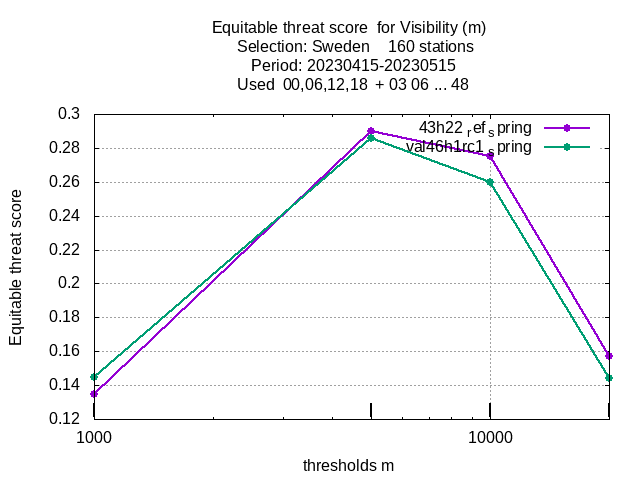 Equitable threat score for Visibility (m)
Selection: Sweden 160 stations
Period: 20230415-20230515
Used 00,06,12,18 + 03 06 ... 48
0.3
43h22 ref spring
0.28
val46h1rc1 spring
0.26
0.24
0.22
0.2
0.18
0.16
0.14
0.12
Equitable threat score
1000
10000
thresholds m